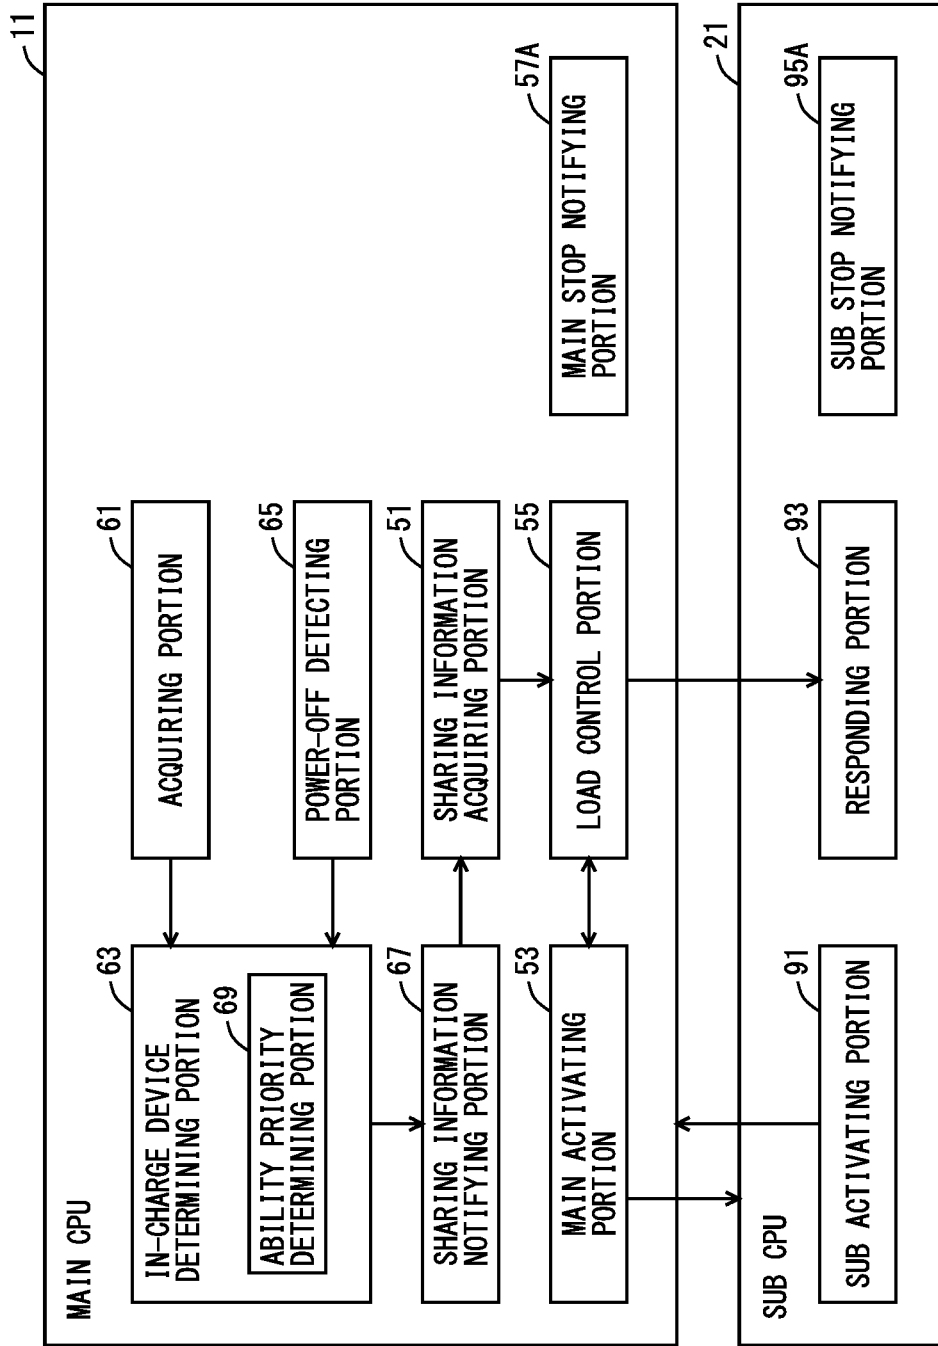 11
MAIN CPU
63
IN-CHARGE DEVICE
DETERMINING PORTION
69
ABILITY PRIORITY
DETERMINING PORTION
61
ACQUIRING PORTION
65
POWER-OFF DETECTING
PORTION
67
SHARING INFORMATION
NOTIFYING PORTION
51
SHARING INFORMATION
ACQUIRING PORTION
53
MAIN ACTIVATING
PORTION
55
LOAD CONTROL PORTION
57A
MAIN STOP NOTIFYING
PORTION
21
SUB CPU
91
SUB ACTIVATING PORTION
93
RESPONDING PORTION
95A
SUB STOP NOTIFYING
PORTION